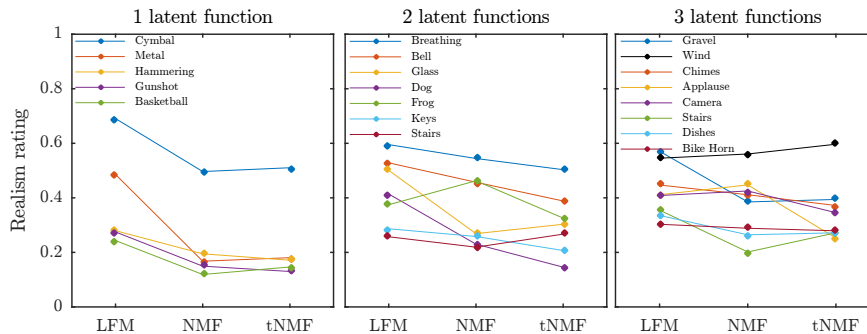 1 latent function
2 latent functions
3 latent functions
Realism rating
1
0.8
0.6
0.4
0.2
0
Cymbal
Metal
Hammering
Gunshot
Basketball
LFM NMF tNMF
Breathing
Bell
Glass
Dog
Frog
Keys
Stairs
LFM NMF tNMF
Gravel
Wind
Chimes
Applause
Camera
Stairs
Dishes
Bike Horn
LFM NMF tNMF